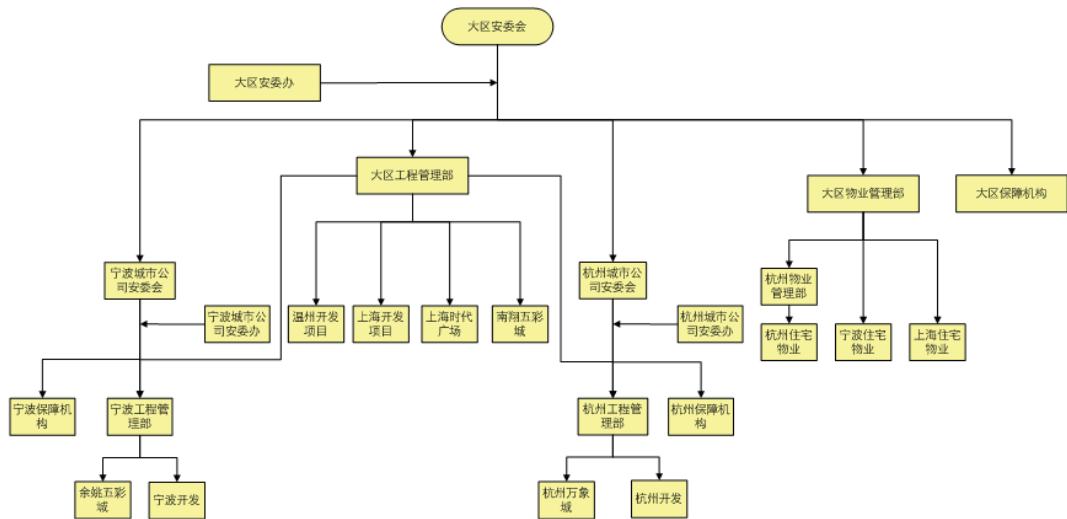 大区安委会
大区安委办
大区工程管理部
大区物业管理部
大区保障机构
宁波城市公
司安委会
杭州城市公
司安委会
杭州物业
管理部
宁波城市公
司安委办
温州开发
项目
上海开发
项目
上海时代
广场
南翔五彩
城
杭州城市公
司安委办
杭州住宅
物业
宁波住宅
物业
上海住宅
物业
宁波保障机
构
宁波工程管
理部
杭州工程管
理部
杭州保障机
构
余姚五彩
城
宁波开发
杭州万象
城
杭州开发